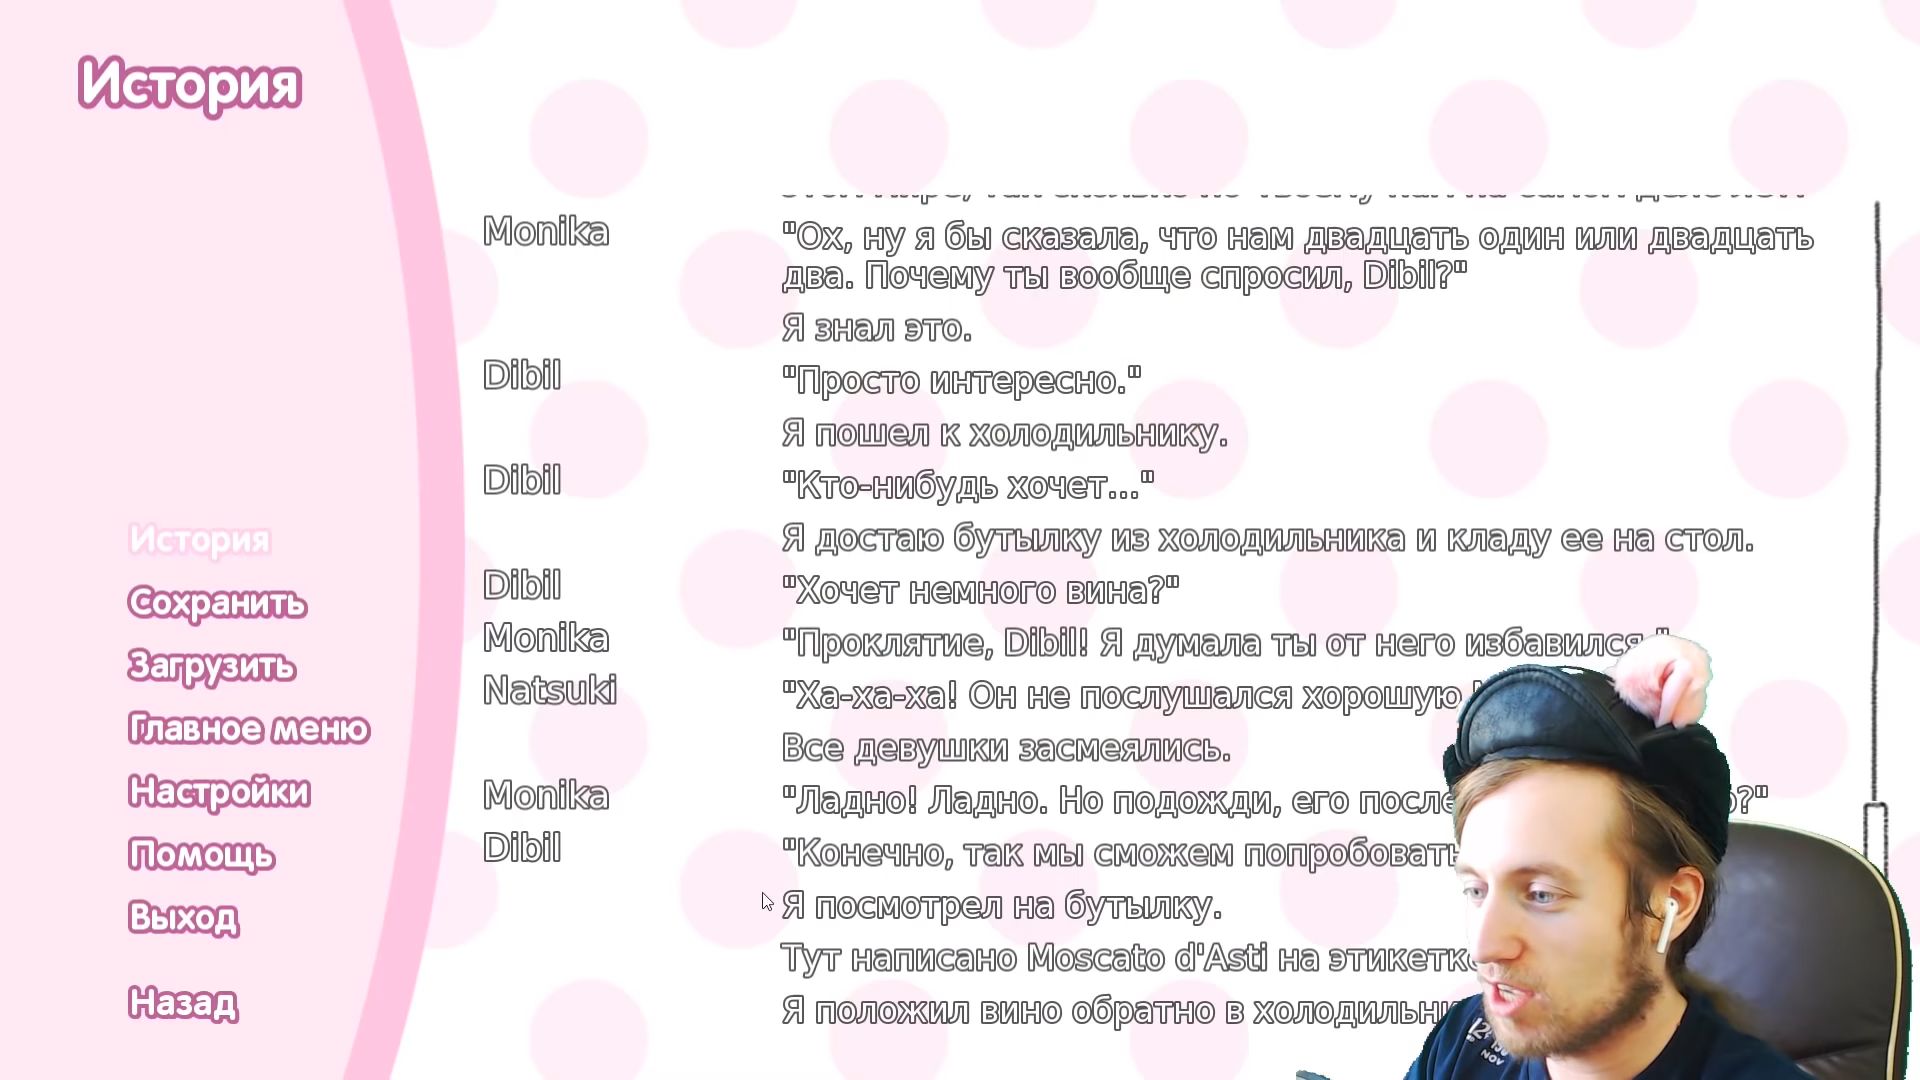 История
Monika
"Ох, ну я бы сказала, что нам двадцать один или двадцать
два. Почему ты вообще спросил, Dibil?"
Я знал это.
Dibil
"Просто интересно."
Я пошел к холодильнику.
Dibil
"Кто-нибудь хочет..."
Я достаю бутылку из холодильника и кладу ее на стол.
Dibil
"Хочет немного вина?"
Monika
"Проклятие, Dibil! Я думала ты от него избавился."
Natsuki
"Ха-ха-ха! Он не послушался хорошую
Все девушки засмеялись.
Monika
"Ладно! Ладно. Но подожди, его
Dibil
"Конечно, так мы сможем попробовать
Я посмотрел на бутылку.
Тут написано Moscato d'Asti на
Я положил вино обратно в
История
Сохранить
Загрузить
Главное меню
Настройки
Помощь
Выход
Назад
NOV